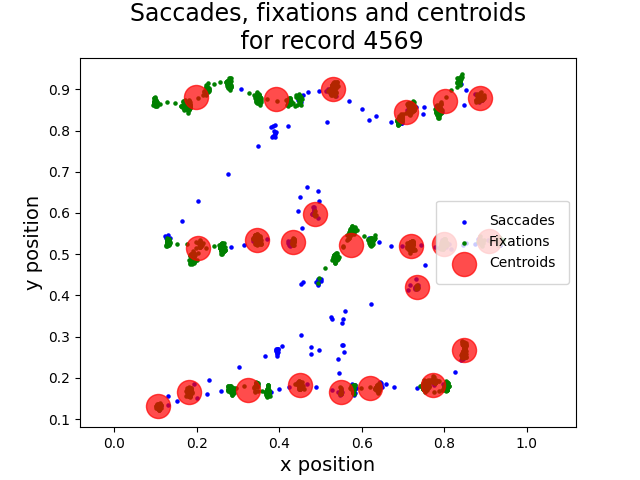 Saccades, fixations and centroids
for record 4569
y position
0.9
0.8
0.7
0.6
0.5
0.4
0.3
0.2
0.1
Saccades
Fixations
Centroids
0.0 0.2 0.4 0.6 0.8 1.0
x position